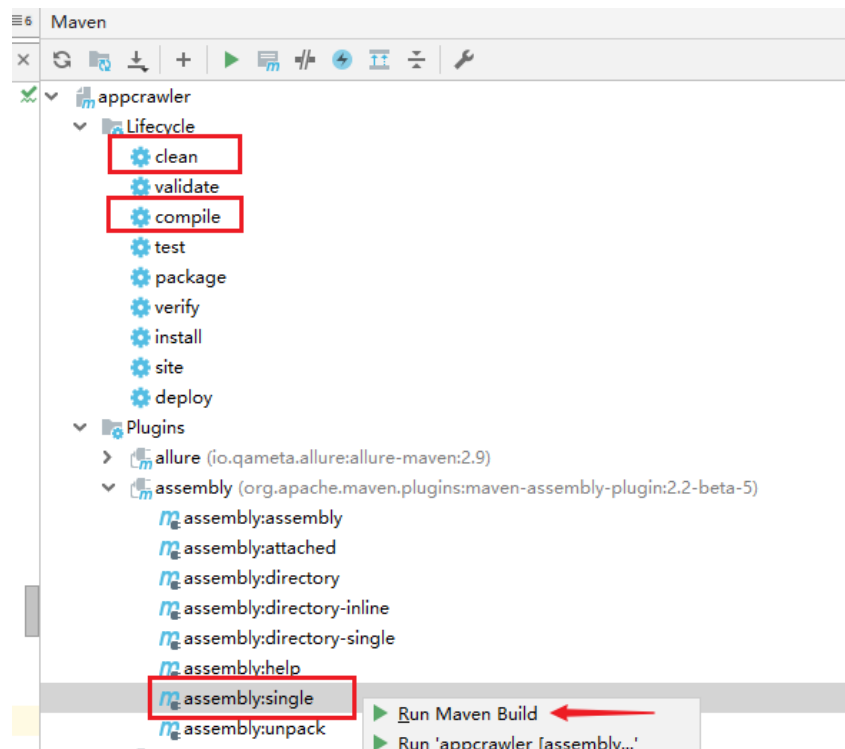 6 Maven
appcrawler
Lifecycle
clean
validate
compile
test
package
verify
install
site
deploy
Plugins
allure (io.qameta.allure:allure-maven:2.9)
assembly (org.apache.maven.plugins:maven-assembly-plugin:2.2-beta-5)
assembly:assembly
assembly:attached
assembly:directory
assembly:directory-inline
assembly:directory-single
assembly:help
assembly:single
Run Maven Build
assembly:unpack
Run 'appcrawler [assembly...'